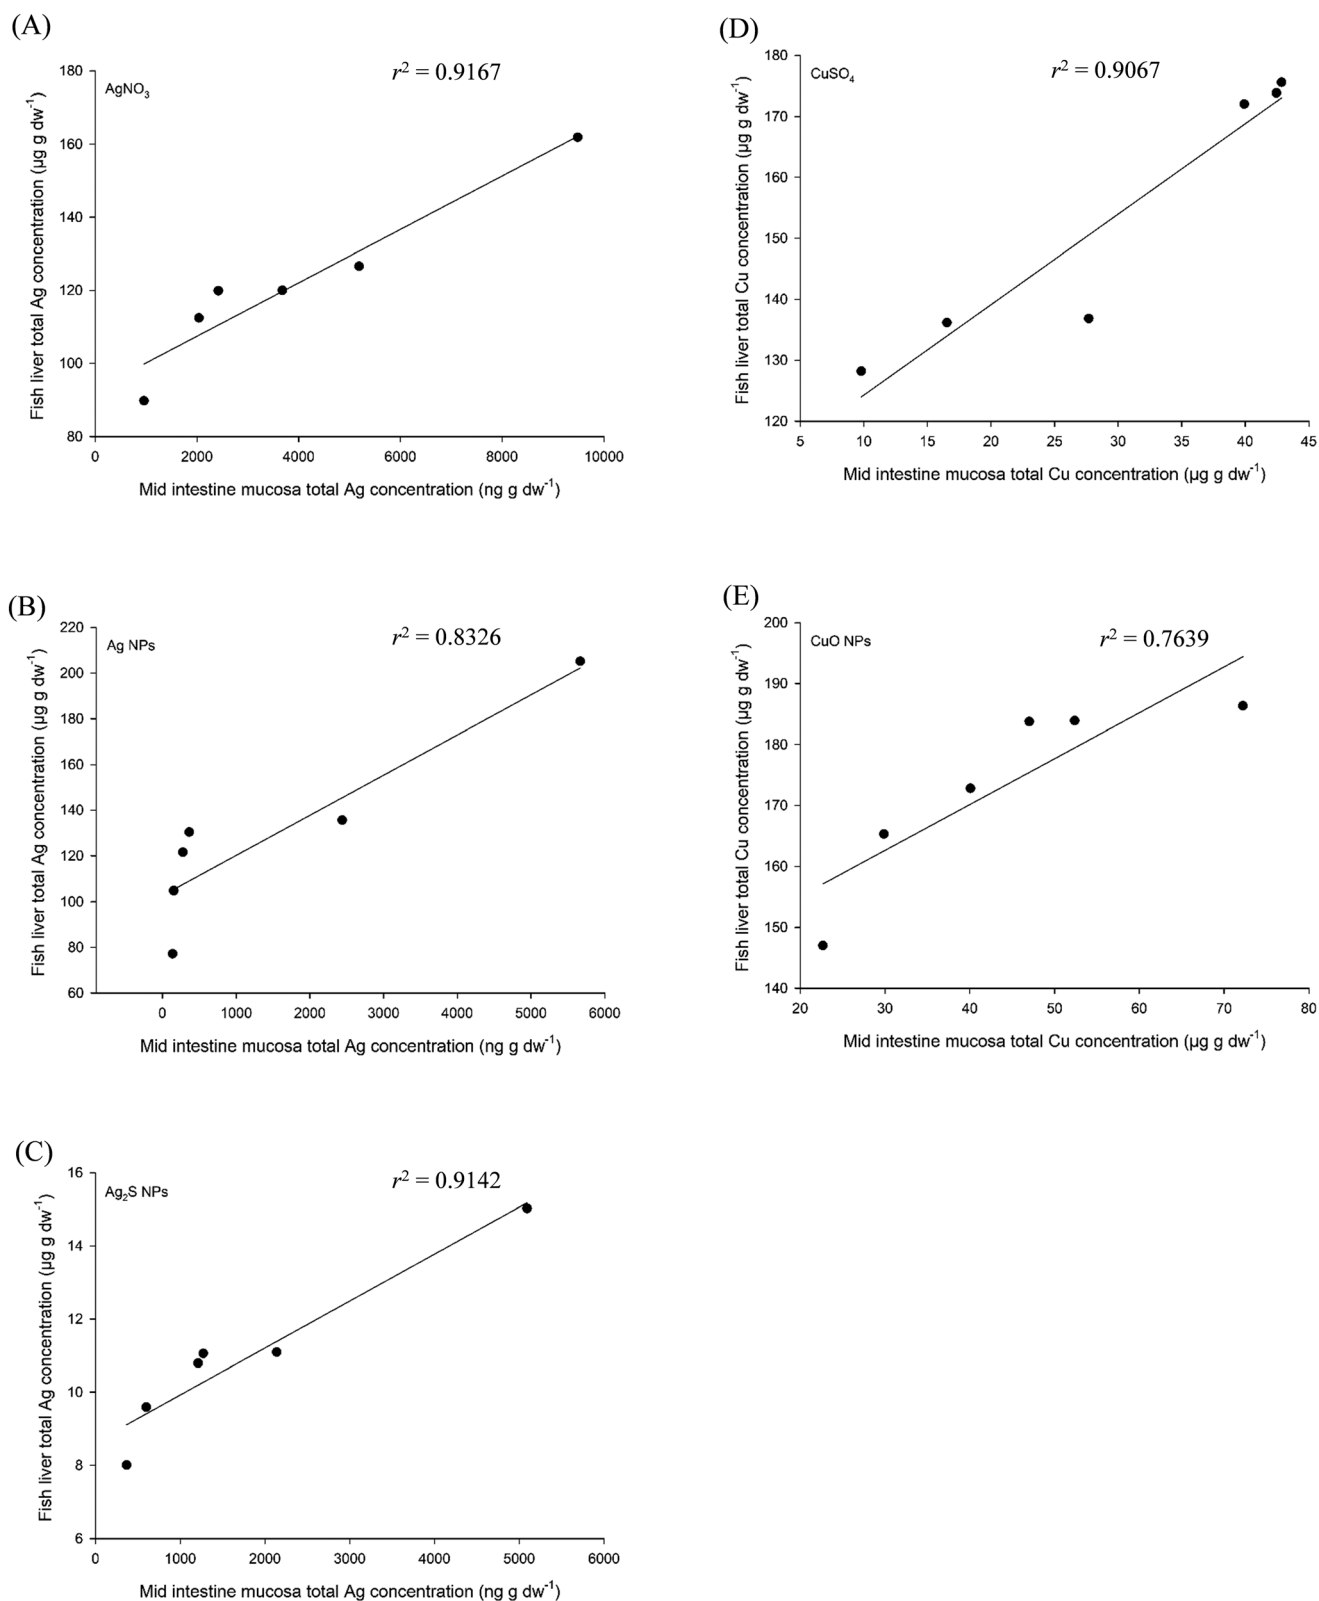 (A)
AgNO₃
r² = 0.9167
180
160
140
120
100
80
Fish liver total Ag concentration (µg g dw⁻¹)
0 2000 4000 6000 8000 10000
Mid intestine mucosa total Ag concentration (ng g dw⁻¹)
(D)
CuSO₄
r² = 0.9067
180
170
160
150
140
130
120
Fish liver total Cu concentration (µg g dw⁻¹)
5 10 15 20 25 30 35 40 45
Mid intestine mucosa total Cu concentration (µg g dw⁻¹)
(B)
Ag NPs
r² = 0.8326
220
200
180
160
140
120
100
80
60
Fish liver total Ag concentration (µg g dw⁻¹)
0 1000 2000 3000 4000 5000 6000
Mid intestine mucosa total Ag concentration (ng g dw⁻¹)
(E)
CuO NPs
r² = 0.7639
200
190
180
170
160
150
140
Fish liver total Cu concentration (µg g dw⁻¹)
20 30 40 50 60 70 80
Mid intestine mucosa total Cu concentration (µg g dw⁻¹)
(C)
Ag₂S NPs
r² = 0.9142
16
14
12
10
8
6
Fish liver total Ag concentration (µg g dw⁻¹)
0 1000 2000 3000 4000 5000 6000
Mid intestine mucosa total Ag concentration (ng g dw⁻¹)